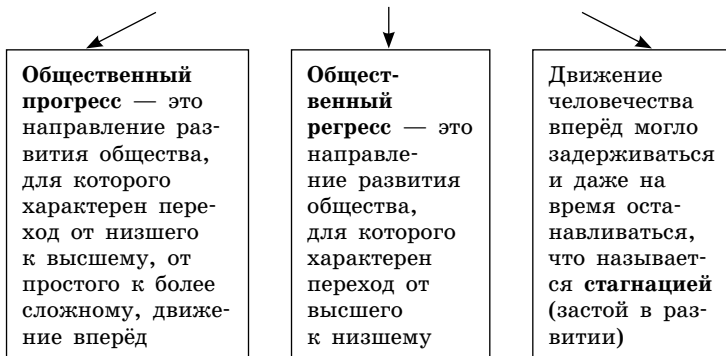 Общественный
прогресс — это
направление раз-
вития общества,
для которого
характерен пере-
ход от низшего
к высшему, от
простого к более
сложному, движе-
ние вперёд
Общест-
венный
регресс — это
направле-
ние развития
общества,
для которого
характерен
переход от
высшего
к низшему
Движение
человечества
вперёд могло
задерживаться
и даже на
время оста-
навливаться,
что называет-
ся стагнацией
(застой в раз-
витии)